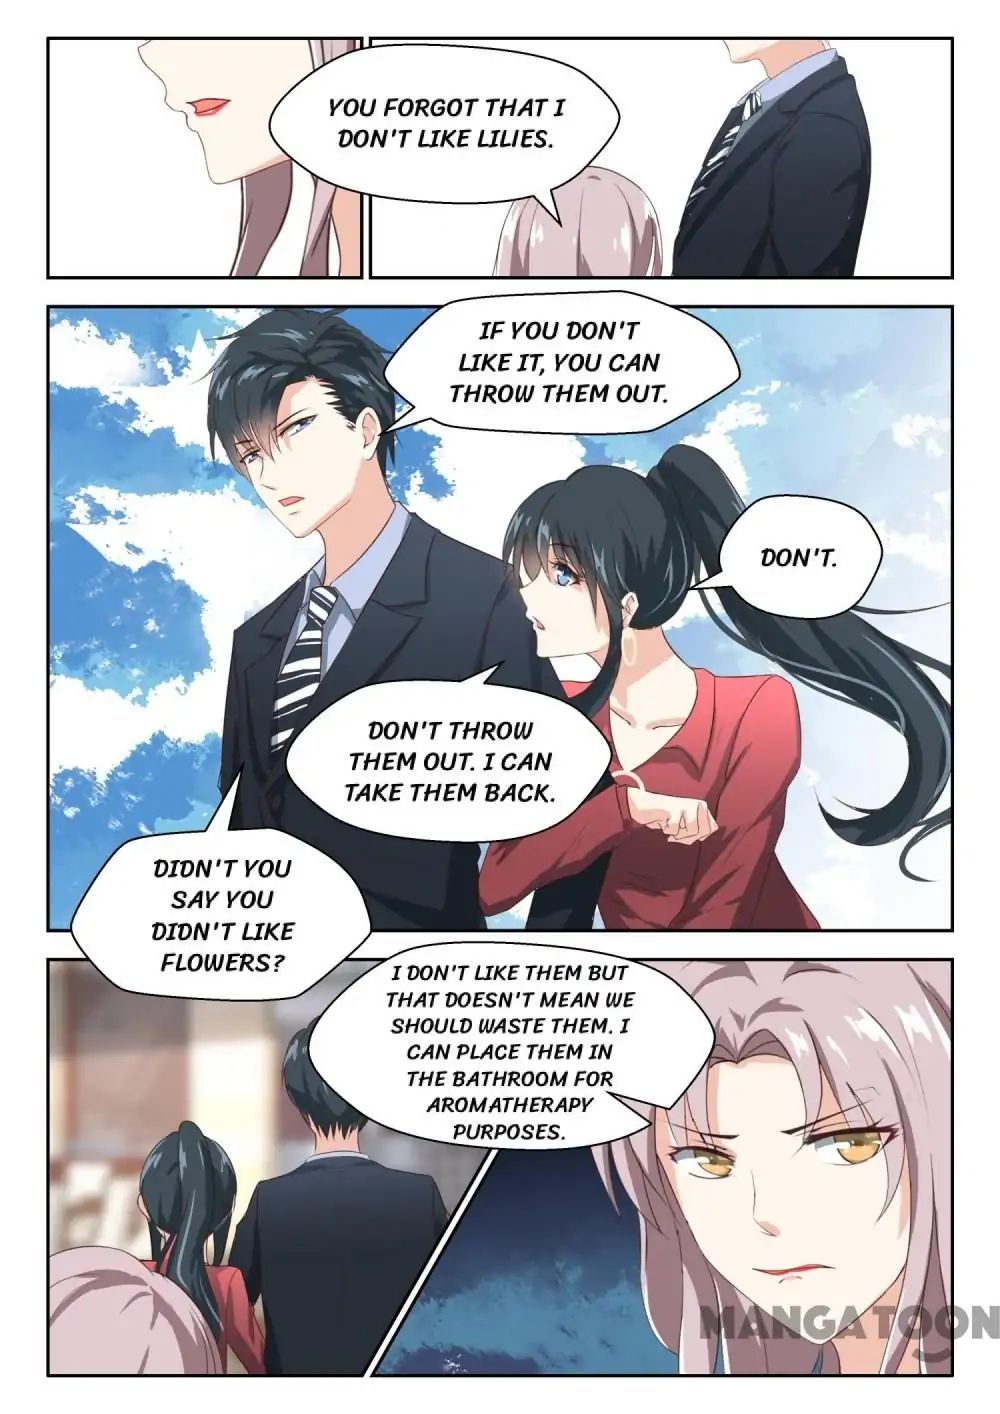 YOU FORGOT THAT I
DON'T LIKE LILIES.
IF YOU DON'T
LIKE IT, YOU CAN
THROW THEM OUT.
DON'T.
DON'T THROW
THEM OUT. I CAN
TAKE THEM BACK.
DIDN'T YOU
SAY YOU
DIDN'T LIKE
FLOWERS?
I DON'T LIKE THEM BUT
THAT DOESN'T MEAN WE
SHOULD WASTE THEM. I
CAN PLACE THEM IN
THE BATHROOM FOR
AROMATHERAPY
PURPOSES.
MANGATOON